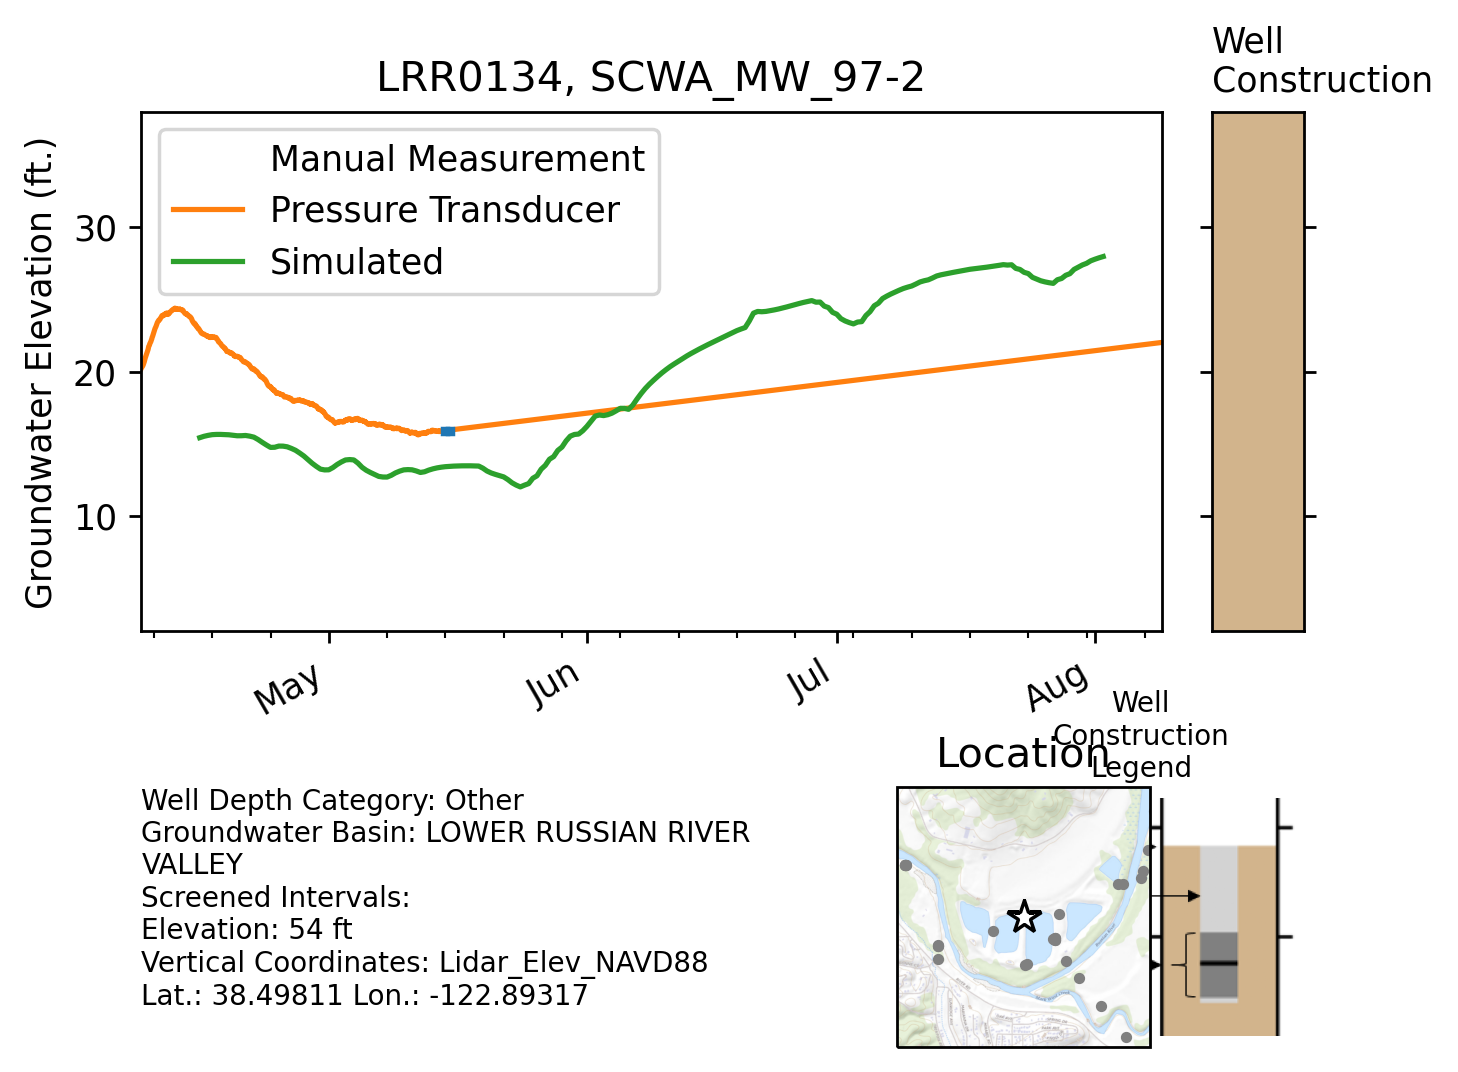 Well
Construction
LRR0134, SCWA_MW_97-2
Groundwater Elevation (ft.)
Manual Measurement
Pressure Transducer
Simulated
30
20
10
May
Jun
Jul
Aug
Well
Construction
Legend
Location
Well Depth Category: Other
Groundwater Basin: LOWER RUSSIAN RIVER
VALLEY
Screened Intervals:
Elevation: 54 ft
Vertical Coordinates: Lidar_Elev_NAVD88
Lat.: 38.49811 Lon.: -122.89317